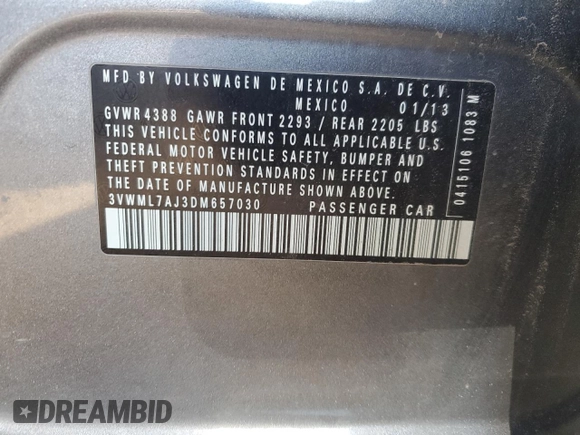 MFD BY VOLKSWAGEN DE MEXICO S.A. DE C.V.
MEXICO 01/13
GVWR 4388 GAWR FRONT 2293 / REAR 2205 LBS
THIS VEHICLE CONFORMS TO ALL APPLICABLE U.S.
FEDERAL MOTOR VEHICLE SAFETY, BUMPER AND
THEFT PREVENTION STANDARDS IN EFFECT ON
THE DATE OF MANUFACTURE SHOWN ABOVE.
3VWML7AJ3DM657030 PASSENGER CAR
0415106 1083 M
DREAMBID